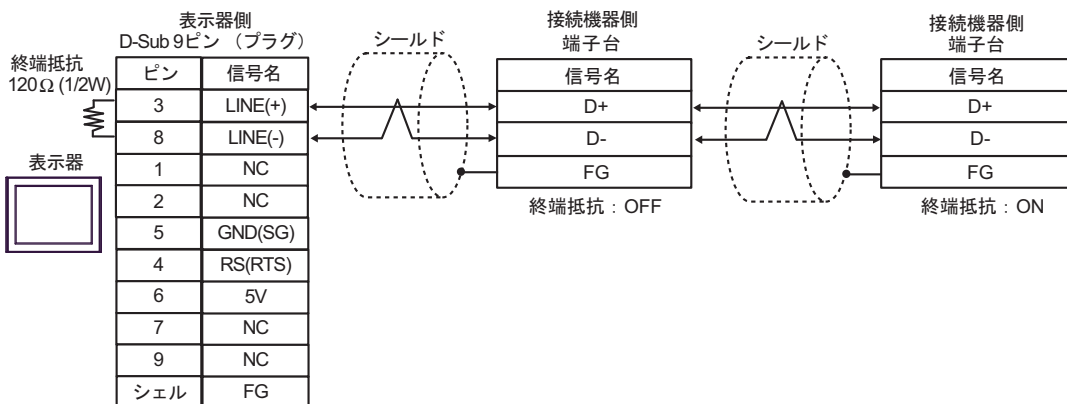 表示器側
D-Sub 9ピン （プラグ）
終端抵抗
120Ω (1/2W)
ピン 信号名
3 LINE(+)
8 LINE(-)
1 NC
2 NC
5 GND(SG)
4 RS(RTS)
6 5V
7 NC
9 NC
シェル FG
表示器
シールド
接続機器側
端子台
信号名
D+
D-
FG
終端抵抗：OFF
シールド
接続機器側
端子台
信号名
D+
D-
FG
終端抵抗：ON